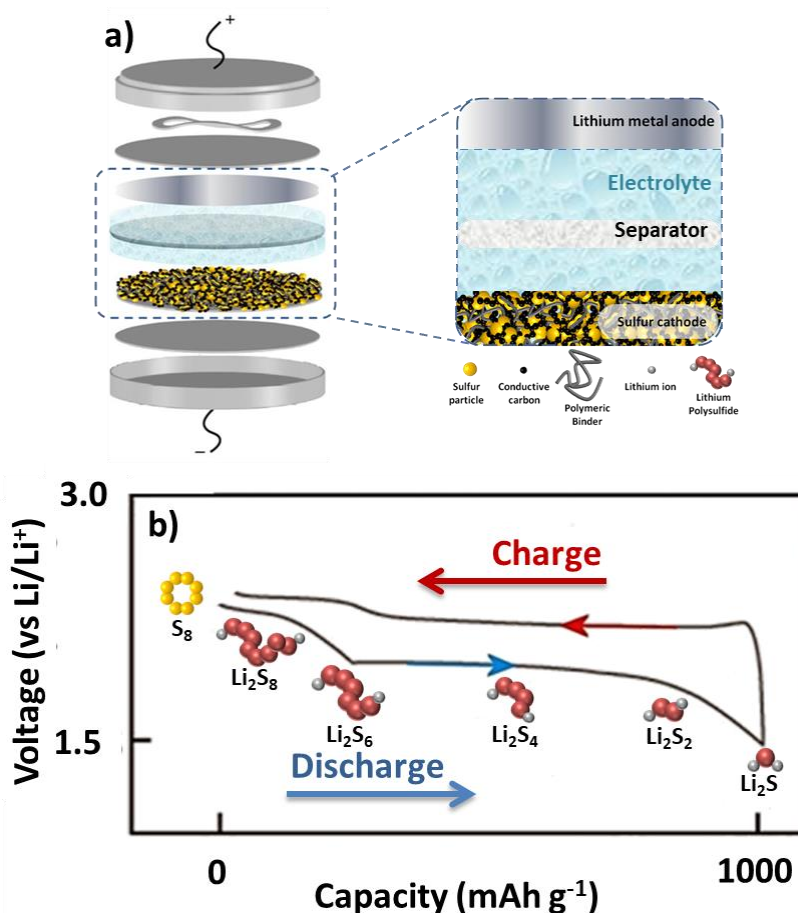 a)
+
Lithium metal anode
Electrolyte
Separator
Sulfur cathode
Sulfur
particle
Conductive
carbon
Polymeric
Binder
Lithium ion
Lithium
Polysulfide
−
b)
3.0
1.5
Voltage (vs Li/Li⁺)
Charge
S₈
Li₂S₈
Li₂S₆
Li₂S₄
Li₂S₂
Li₂S
Discharge
0
1000
Capacity (mAh g⁻¹)